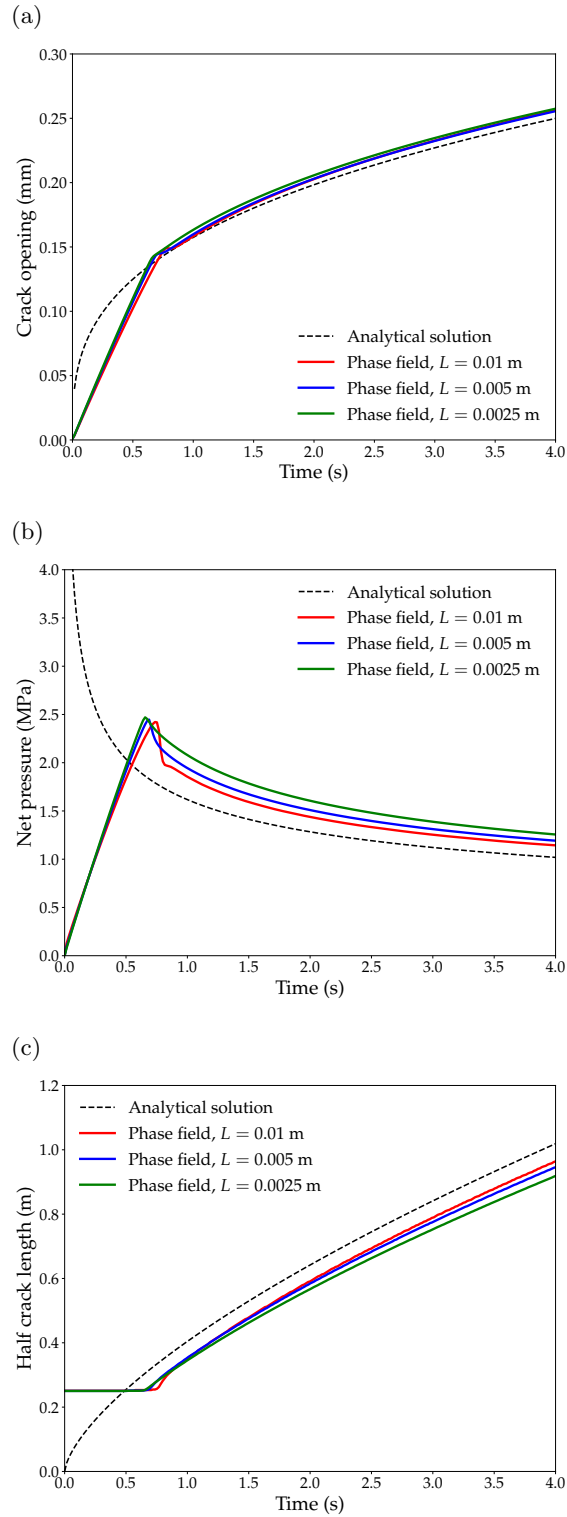 (a)
0.30
0.25
0.20
0.15
0.10
0.05
0.00
Crack opening (mm)
Analytical solution
Phase field, L = 0.01 m
Phase field, L = 0.005 m
Phase field, L = 0.0025 m
0.0 0.5 1.0 1.5 2.0 2.5 3.0 3.5 4.0
Time (s)
(b)
4.0
3.5
3.0
2.5
2.0
1.5
1.0
0.5
0.0
Net pressure (MPa)
Analytical solution
Phase field, L = 0.01 m
Phase field, L = 0.005 m
Phase field, L = 0.0025 m
0.0 0.5 1.0 1.5 2.0 2.5 3.0 3.5 4.0
Time (s)
(c)
1.2
1.0
0.8
0.6
0.4
0.2
0.0
Half crack length (m)
Analytical solution
Phase field, L = 0.01 m
Phase field, L = 0.005 m
Phase field, L = 0.0025 m
0.0 0.5 1.0 1.5 2.0 2.5 3.0 3.5 4.0
Time (s)